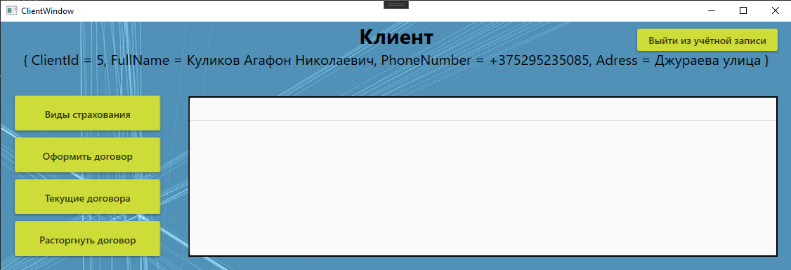 ClientWindow
Клиент
Выйти из учётной записи
{ ClientId = 5, FullName = Куликов Агафон Николаевич, PhoneNumber = +375295235085, Adress = Джураева улица }
Виды страхования
Оформить договор
Текущие договора
Расторгнуть договор